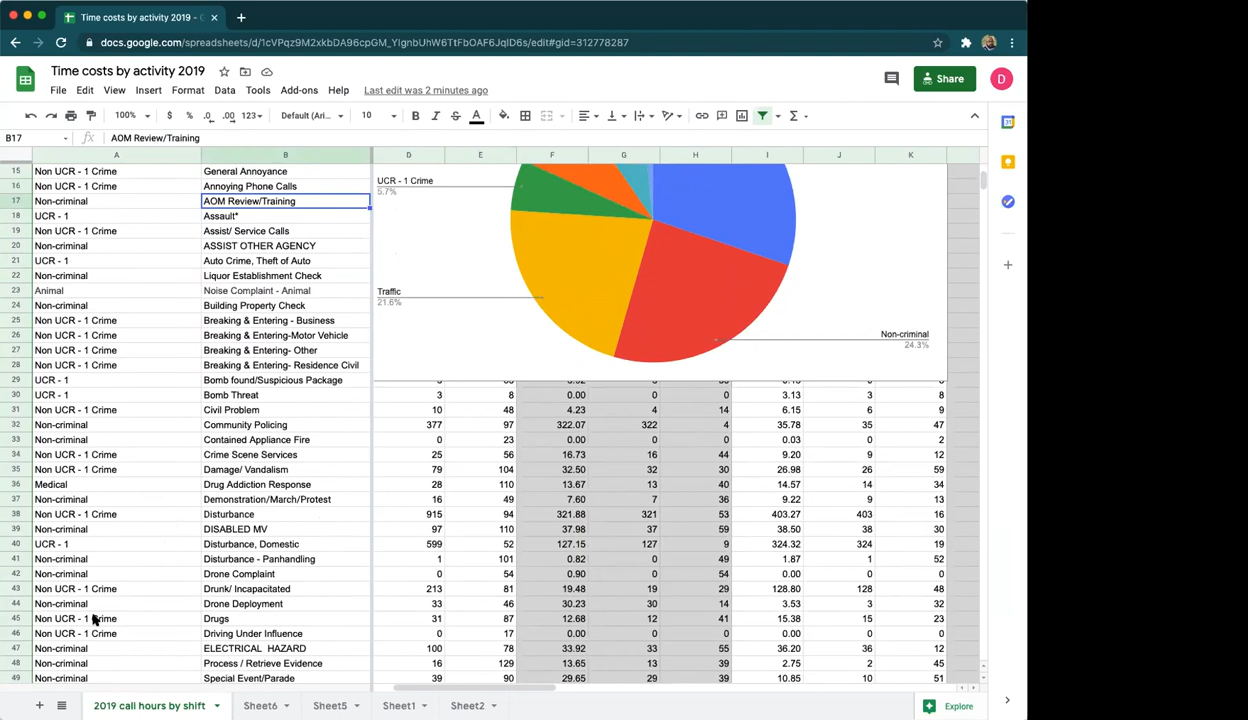 Time costs by activity 2019 - G
docs.google.com/spreadsheets/d/1cVPqz9M2xkbDA96cpGM_YIgnbUhW6TtFbOAF6JqlD6s/edit#gid=312778287
Time costs by activity 2019
File Edit View Insert Format Data Tools Add-ons Help Last edit was 2 minutes ago
Share
D
100% $ % .0 .00 123 Default (Ari... 10 B I S A
B17 fx AOM Review/Training
A B D E F G H I J K
15 Non UCR - 1 Crime General Annoyance
16 Non UCR - 1 Crime Annoying Phone Calls
17 Non-criminal AOM Review/Training
18 UCR - 1 Assault*
19 Non UCR - 1 Crime Assist/ Service Calls
20 Non-criminal ASSIST OTHER AGENCY
21 UCR - 1 Auto Crime, Theft of Auto
22 Non-criminal Liquor Establishment Check
23 Animal Noise Complaint - Animal
24 Non-criminal Building Property Check
25 Non UCR - 1 Crime Breaking & Entering - Business
26 Non UCR - 1 Crime Breaking & Entering-Motor Vehicle
27 Non UCR - 1 Crime Breaking & Entering- Other
28 Non UCR - 1 Crime Breaking & Entering- Residence Civil
29 UCR - 1 Bomb found/Suspicious Package
30 UCR - 1 Bomb Threat 3 8 0.00 0 0 3.13 3 8
31 Non UCR - 1 Crime Civil Problem 10 48 4.23 4 14 6.15 6 9
32 Non-criminal Community Policing 377 97 322.07 322 4 35.78 35 47
33 Non-criminal Contained Appliance Fire 0 23 0.00 0 0 0.03 0 2
34 Non UCR - 1 Crime Crime Scene Services 25 56 16.73 16 44 9.20 9 12
35 Non UCR - 1 Crime Damage/ Vandalism 79 104 32.50 32 30 26.98 26 59
36 Medical Drug Addiction Response 28 110 13.67 13 40 14.57 14 34
37 Non-criminal Demonstration/March/Protest 16 49 7.60 7 36 9.22 9 13
38 Non UCR - 1 Crime Disturbance 915 94 321.88 321 53 403.27 403 16
39 Non-criminal DISABLED MV 97 110 37.98 37 59 38.50 38 30
40 UCR - 1 Disturbance, Domestic 599 52 127.15 127 9 324.32 324 19
41 Non-criminal Disturbance - Panhandling 1 101 0.82 0 49 1.87 1 52
42 Non-criminal Drone Complaint 0 54 0.90 0 54 0.00 0 0
43 Non UCR - 1 Crime Drunk/ Incapacitated 213 81 19.48 19 29 128.80 128 48
44 Non-criminal Drone Deployment 33 46 30.23 30 14 3.53 3 32
45 Non UCR - 1 Crime Drugs 31 87 12.68 12 41 15.38 15 23
46 Non UCR - 1 Crime Driving Under Influence 0 17 0.00 0 0 0.00 0 0
47 Non-criminal ELECTRICAL HAZARD 100 78 33.92 33 55 36.20 36 12
48 Non-criminal Process / Retrieve Evidence 16 129 13.65 13 39 2.75 2 45
49 Non-criminal Special Event/Parade 39 90 29.65 29 39 10.85 10 51
UCR - 1 Crime
5.7%
Traffic
21.6%
Non-criminal
24.3%
2019 call hours by shift Sheet6 Sheet5 Sheet1 Sheet2 Explore